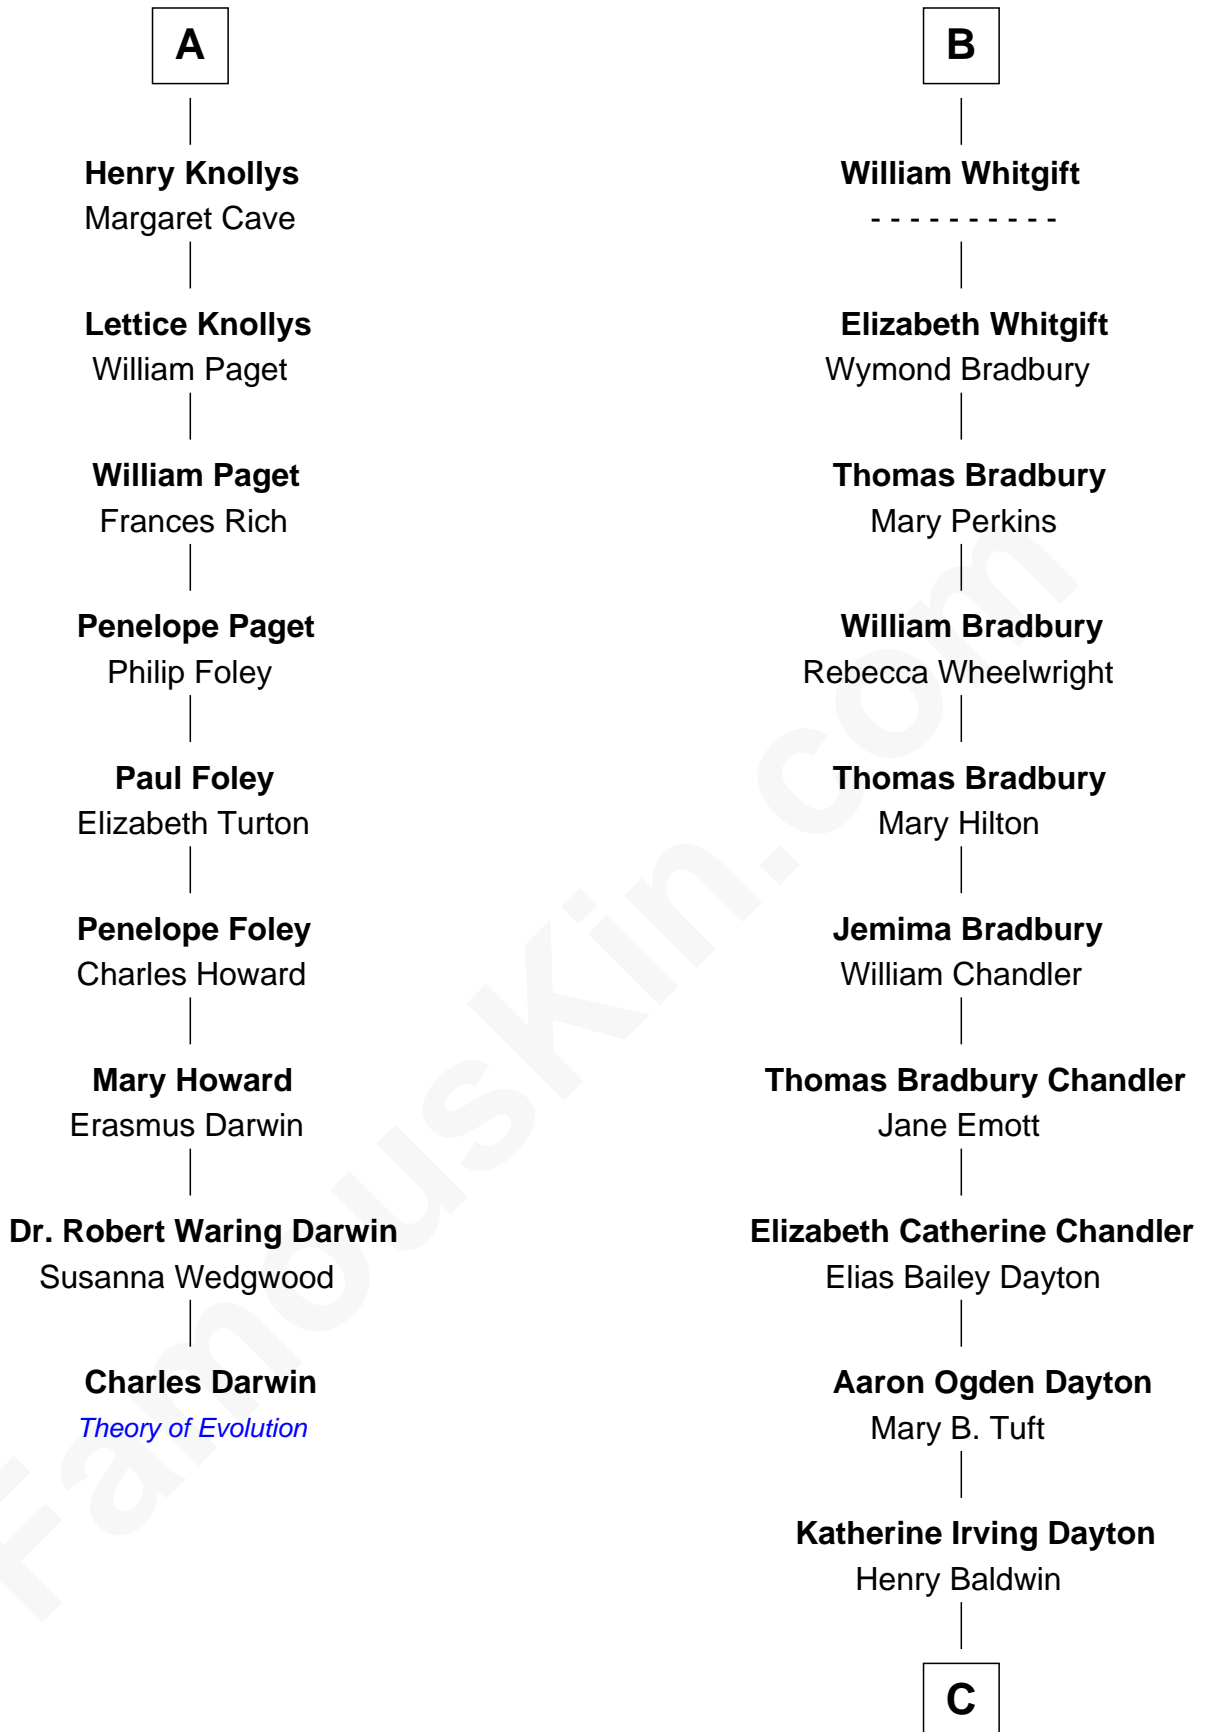 A
Henry Knollys
Margaret Cave
Lettice Knollys
William Paget
William Paget
Frances Rich
Penelope Paget
Philip Foley
Paul Foley
Elizabeth Turton
Penelope Foley
Charles Howard
Mary Howard
Erasmus Darwin
Dr. Robert Waring Darwin
Susanna Wedgwood
Charles Darwin
Theory of Evolution
B
William Whitgift
- - - - - - - - - -
Elizabeth Whitgift
Wymond Bradbury
Thomas Bradbury
Mary Perkins
William Bradbury
Rebecca Wheelwright
Thomas Bradbury
Mary Hilton
Jemima Bradbury
William Chandler
Thomas Bradbury Chandler
Jane Emott
Elizabeth Catherine Chandler
Elias Bailey Dayton
Aaron Ogden Dayton
Mary B. Tuft
Katherine Irving Dayton
Henry Baldwin
C
FamousKin.com